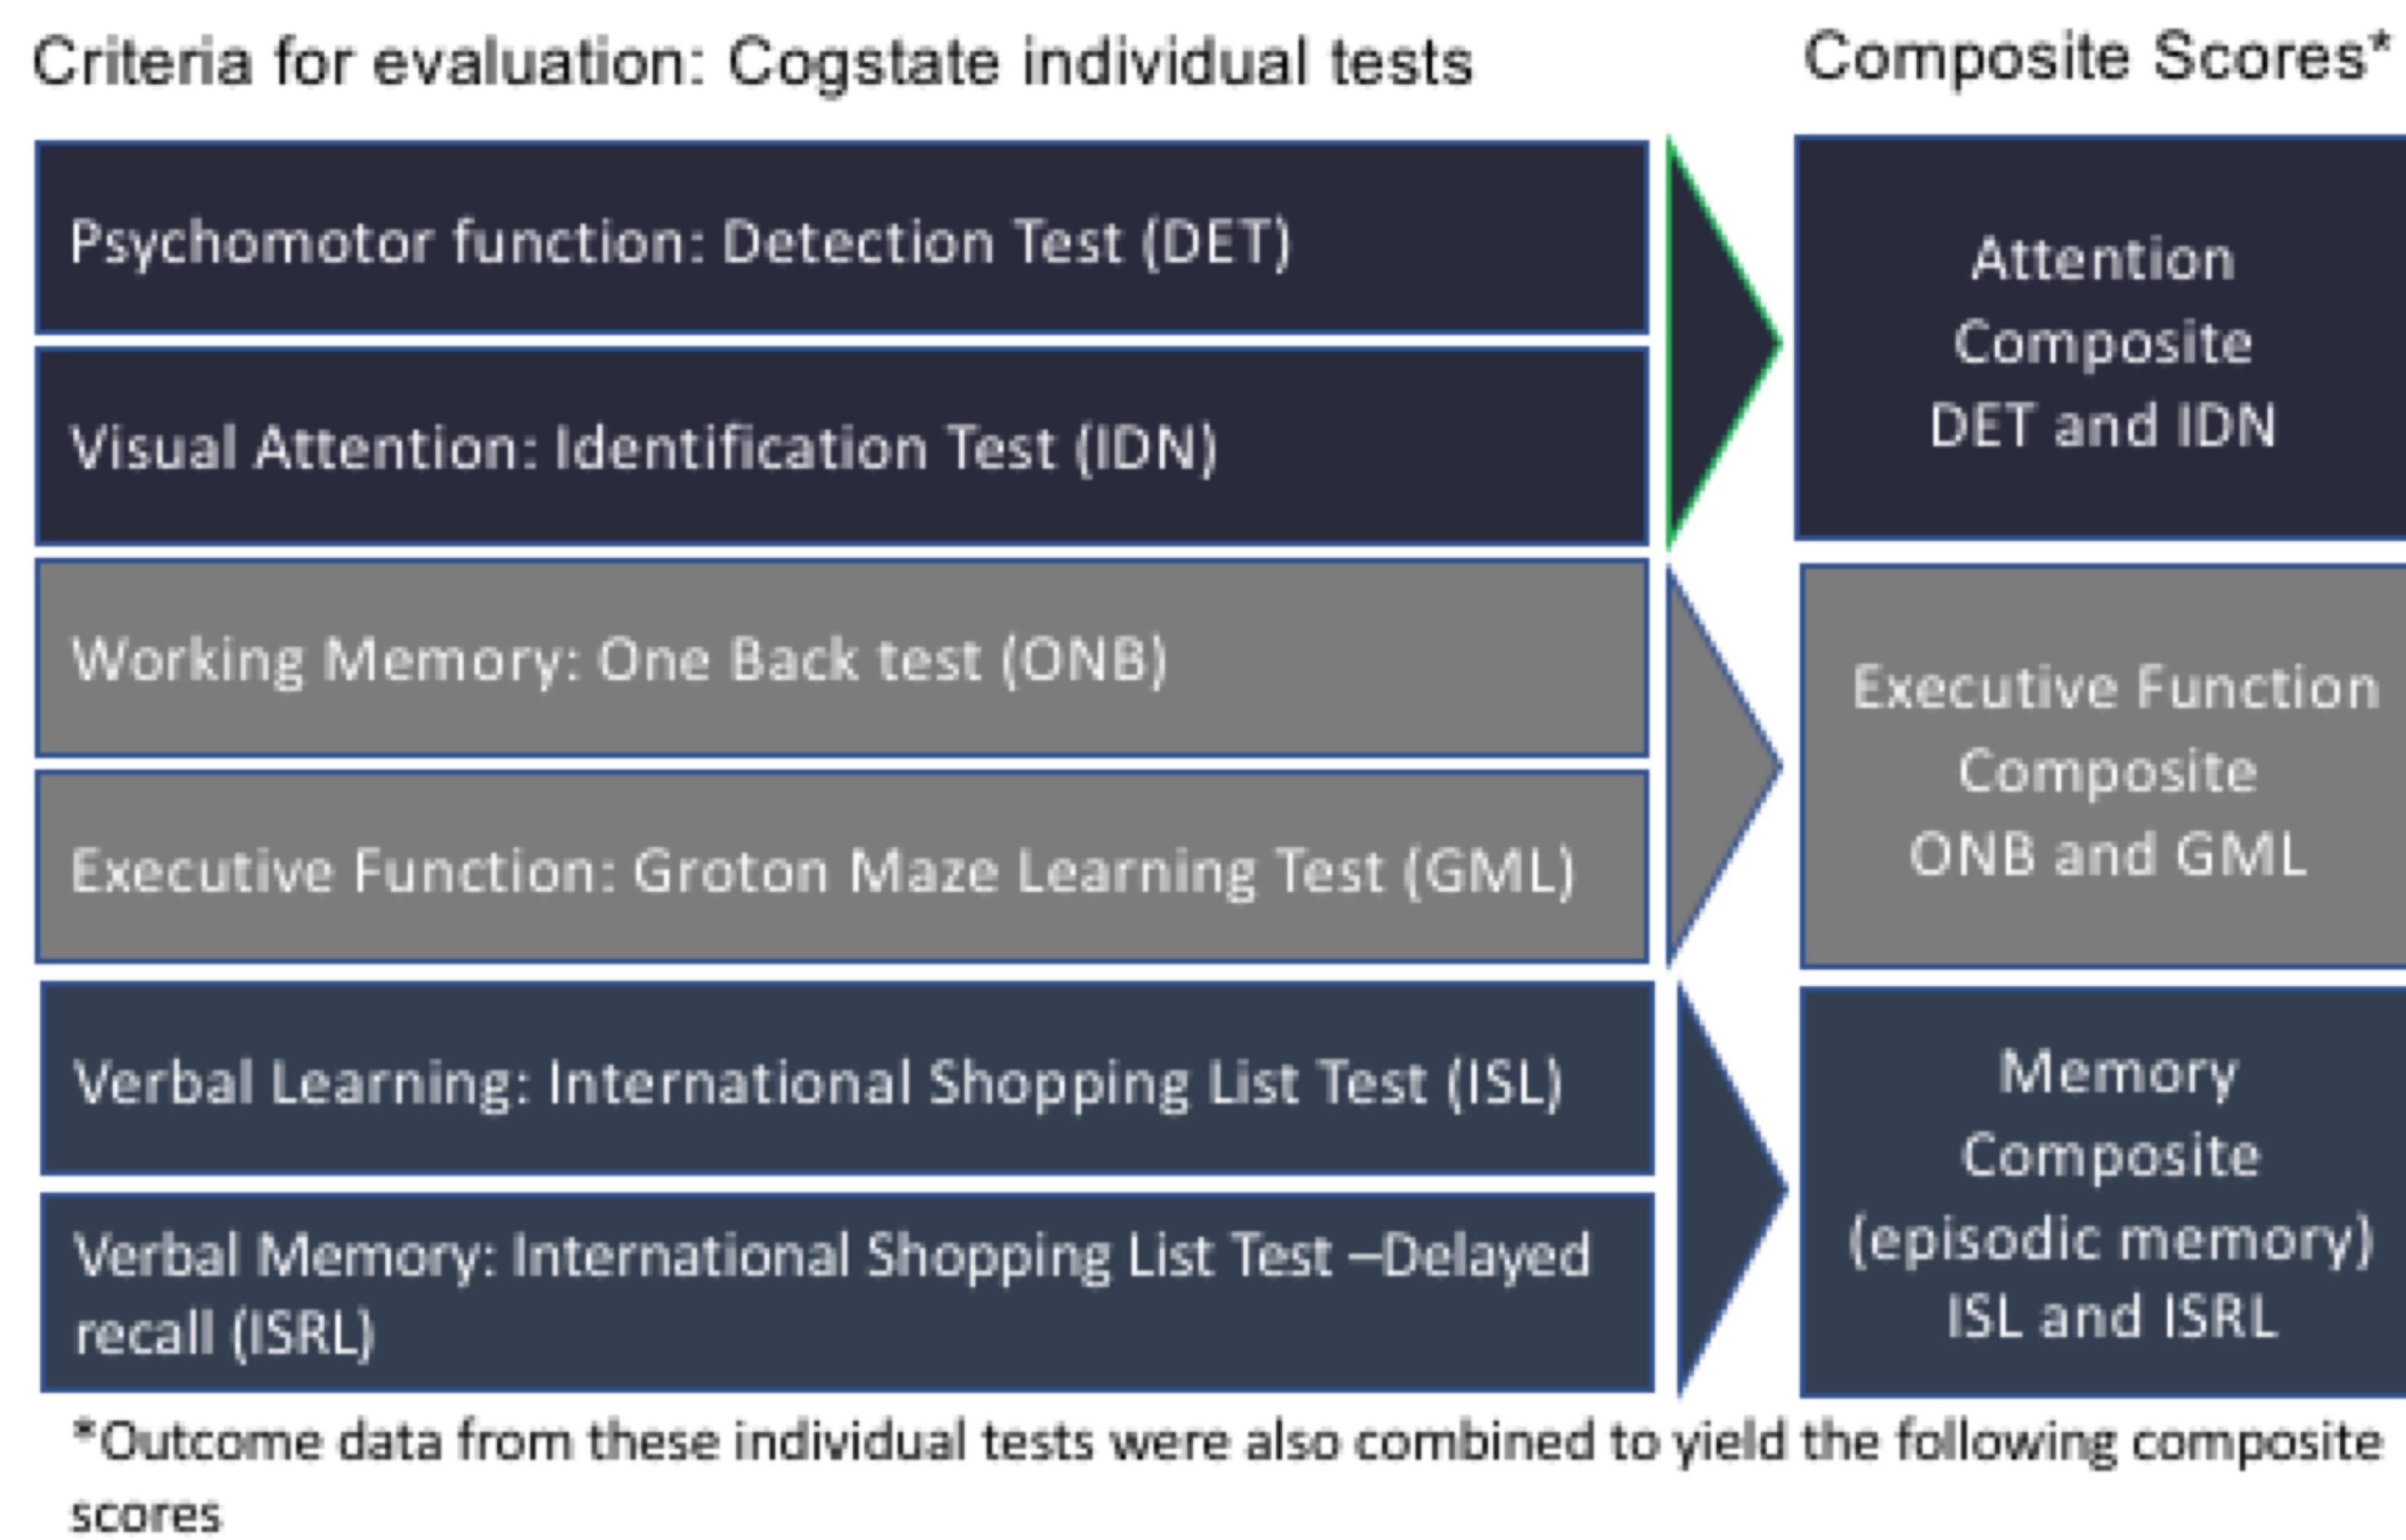 Criteria for evaluation: Cogstate individual tests
Composite Scores*
Psychomotor function: Detection Test (DET)
Visual Attention: Identification Test (IDN)
Attention
Composite
DET and IDN
Working Memory: One Back test (ONB)
Executive Function: Groton Maze Learning Test (GML)
Executive Function
Composite
ONB and GML
Verbal Learning: International Shopping List Test (ISL)
Verbal Memory: International Shopping List Test –Delayed
recall (ISRL)
Memory
Composite
(episodic memory)
ISL and ISRL
*Outcome data from these individual tests were also combined to yield the following composite
scores